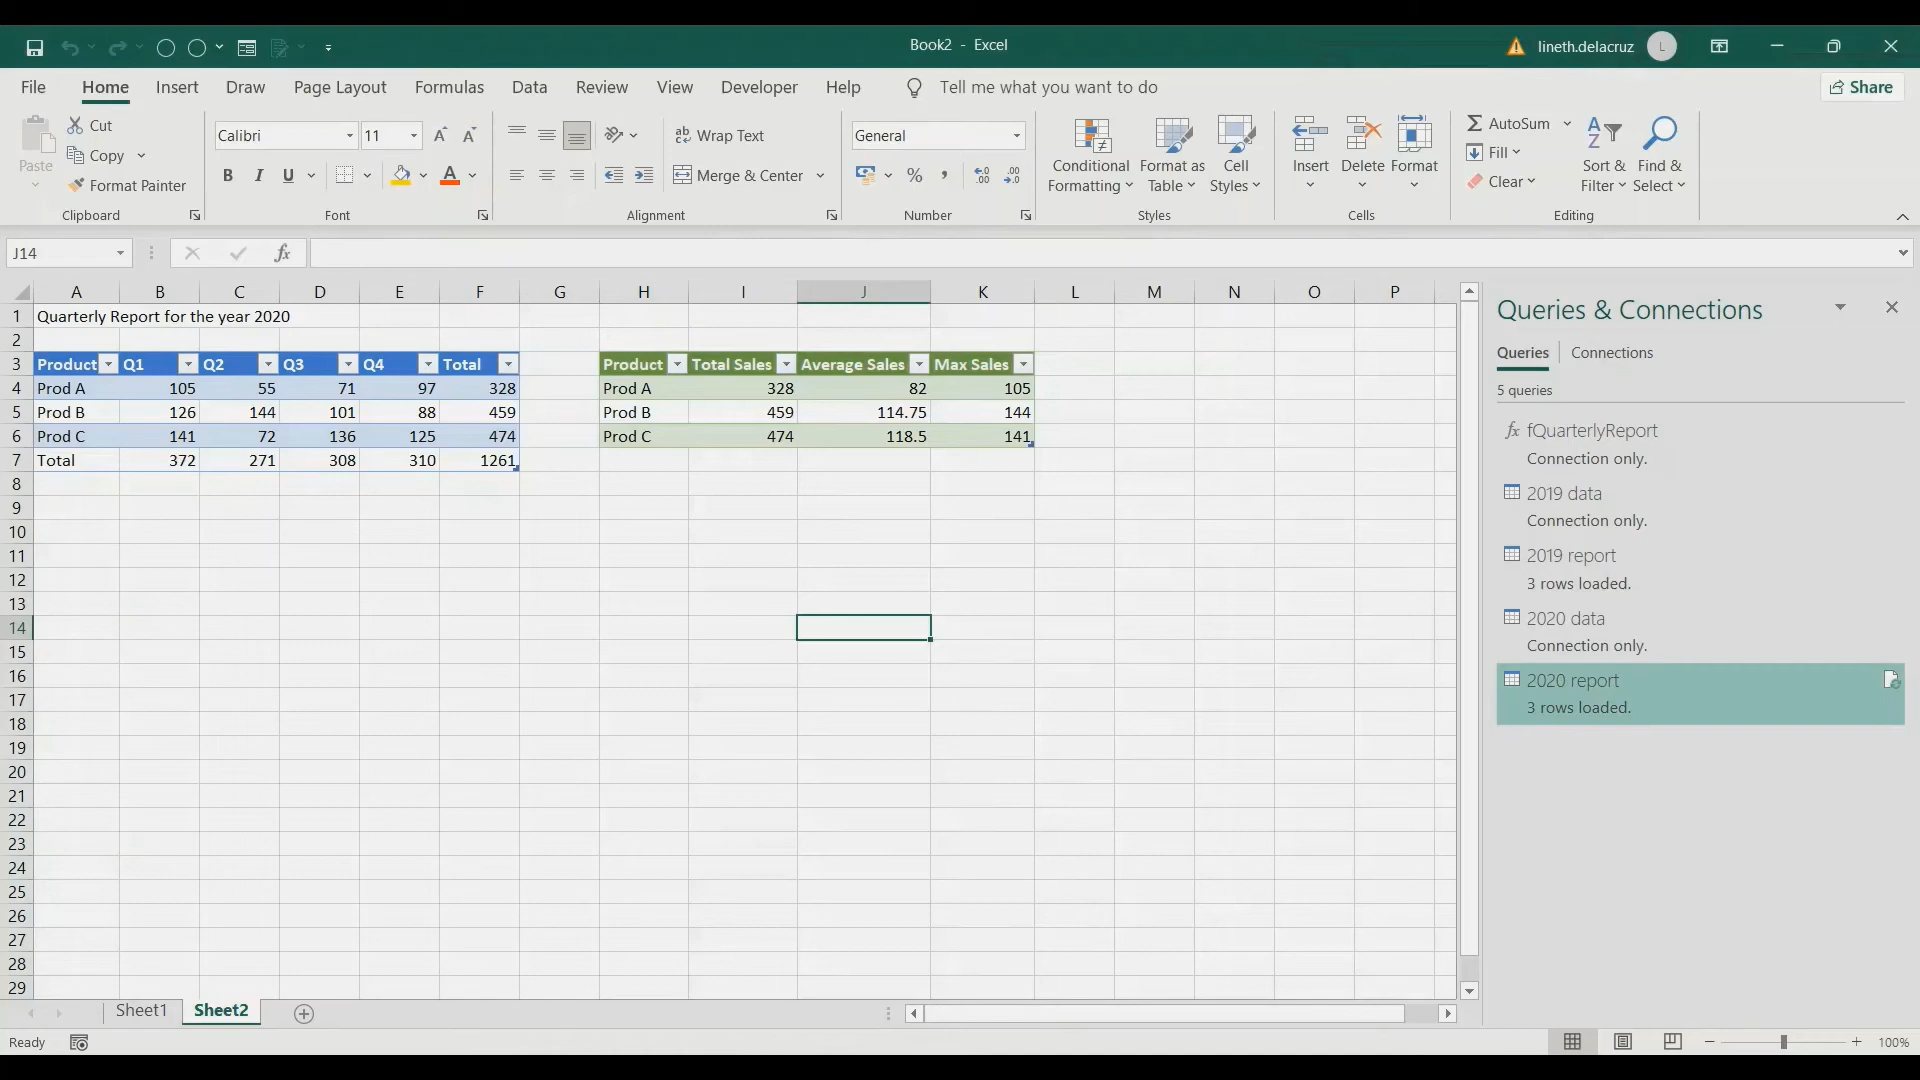 Book2 - Excel
lineth.delacruz
L
File Home Insert Draw Page Layout Formulas Data Review View Developer Help Tell me what you want to do
Share
Paste
Cut
Copy
Format Painter
Clipboard
Calibri 11
B I U A
Font
ab Wrap Text
Merge & Center
Alignment
General
% ,
Number
Conditional Formatting
Format as Table
Cell Styles
Styles
Insert Delete Format
Cells
AutoSum
Fill
Clear
Sort & Filter
Find & Select
Editing
J14
fx
A B C D E F G H I J K L M N O P
1 Quarterly Report for the year 2020
2
3 Product Q1 Q2 Q3 Q4 Total Product Total Sales Average Sales Max Sales
4 Prod A 105 55 71 97 328 Prod A 328 82 105
5 Prod B 126 144 101 88 459 Prod B 459 114.75 144
6 Prod C 141 72 136 125 474 Prod C 474 118.5 141
7 Total 372 271 308 310 1261
8
9
10
11
12
13
14
15
16
17
18
19
20
21
22
23
24
25
26
27
28
29
Queries & Connections
Queries Connections
5 queries
fx fQuarterlyReport
Connection only.
2019 data
Connection only.
2019 report
3 rows loaded.
2020 data
Connection only.
2020 report
3 rows loaded.
Sheet1 Sheet2
Ready
100%